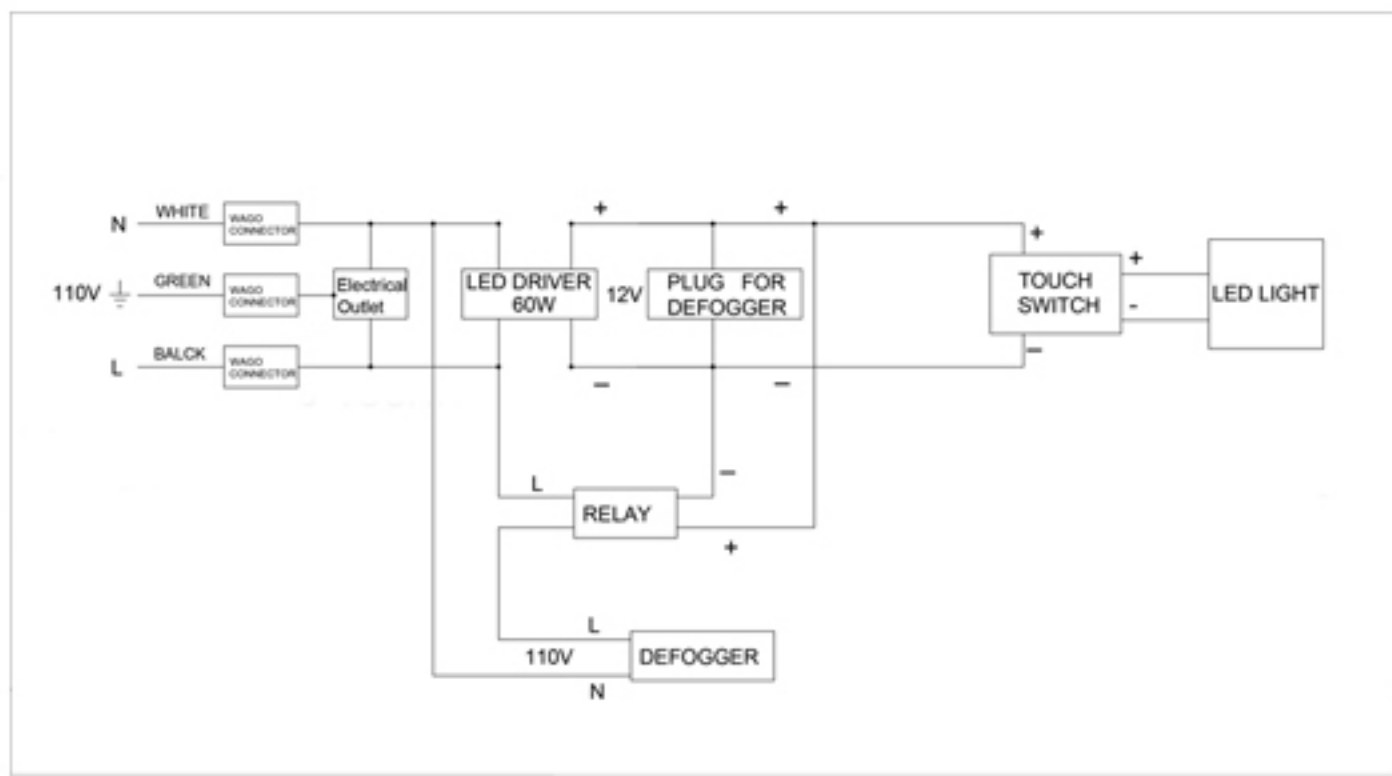 N
WHITE
WAGO
CONNECTOR
+
+
+
+
110V
GREEN
WAGO
CONNECTOR
Electrical
Outlet
LED DRIVER
60W
12V
PLUG FOR
DEFOGGER
TOUCH
SWITCH
-
LED LIGHT
L
BALCK
WAGO
CONNECTOR
–
–
–
L
–
RELAY
+
L
110V
DEFOGGER
N